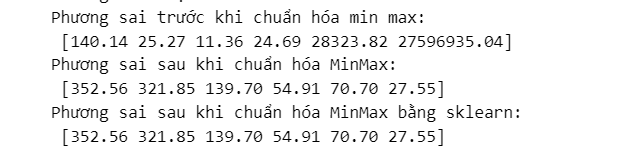 Phương sai trước khi chuẩn hóa min max:
[140.14 25.27 11.36 24.69 28323.82 27596935.04]
Phương sai sau khi chuẩn hóa MinMax:
[352.56 321.85 139.70 54.91 70.70 27.55]
Phương sai sau khi chuẩn hóa MinMax bằng sklearn:
[352.56 321.85 139.70 54.91 70.70 27.55]